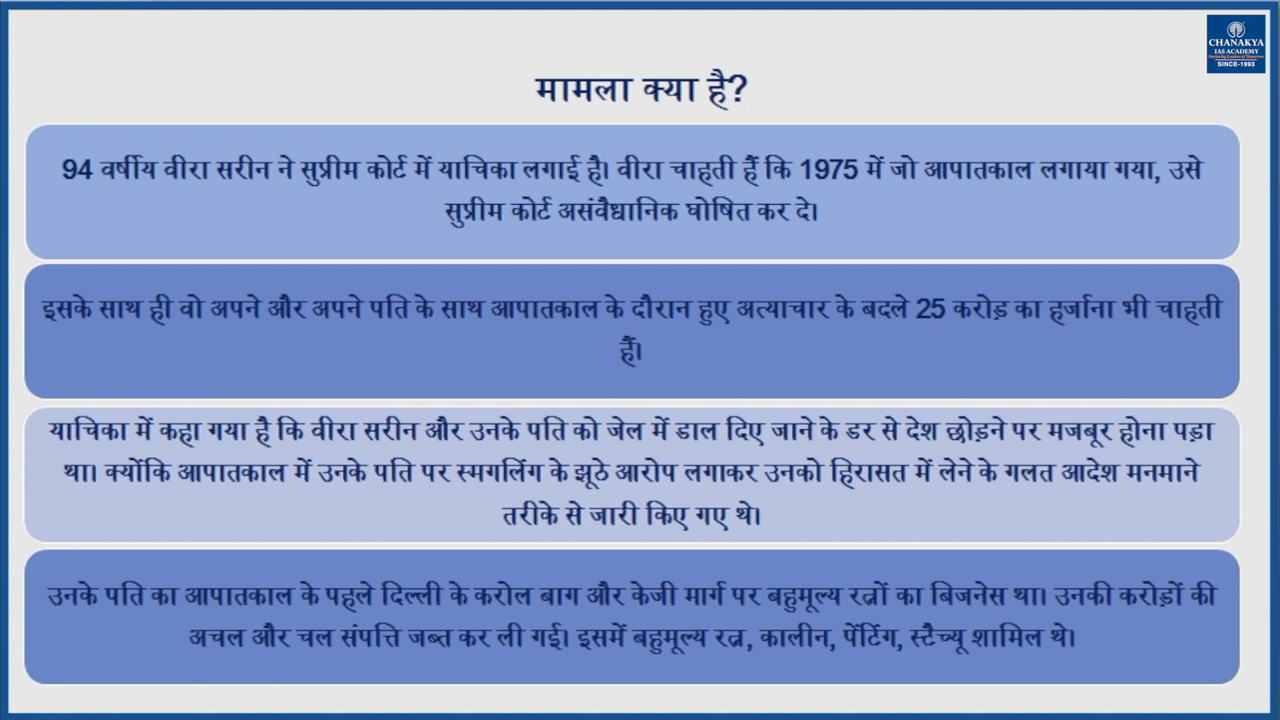 CHANAKYA
IAS ACADEMY
Nurturing Leaders of Tomorrow
SINCE-1993
मामला क्या है?
94 वर्षीय वीरा सरीन ने सुप्रीम कोर्ट में याचिका लगाई है। वीरा चाहती हैं कि 1975 में जो आपातकाल लगाया गया, उसे
सुप्रीम कोर्ट असंवैधानिक घोषित कर दे।
इसके साथ ही वो अपने और अपने पति के साथ आपातकाल के दौरान हुए अत्याचार के बदले 25 करोड़ का हर्जाना भी चाहती
हैं।
याचिका में कहा गया है कि वीरा सरीन और उनके पति को जेल में डाल दिए जाने के डर से देश छोड़ने पर मजबूर होना पड़ा
था। क्योंकि आपातकाल में उनके पति पर स्मगलिंग के झूठे आरोप लगाकर उनको हिरासत में लेने के गलत आदेश मनमाने
तरीके से जारी किए गए थे।
उनके पति का आपातकाल के पहले दिल्ली के करोल बाग और केजी मार्ग पर बहुमूल्य रत्नों का बिजनेस था। उनकी करोड़ों की
अचल और चल संपत्ति जब्त कर ली गई। इसमें बहुमूल्य रत्न, कालीन, पेंटिंग, स्टैच्यू शामिल थे।